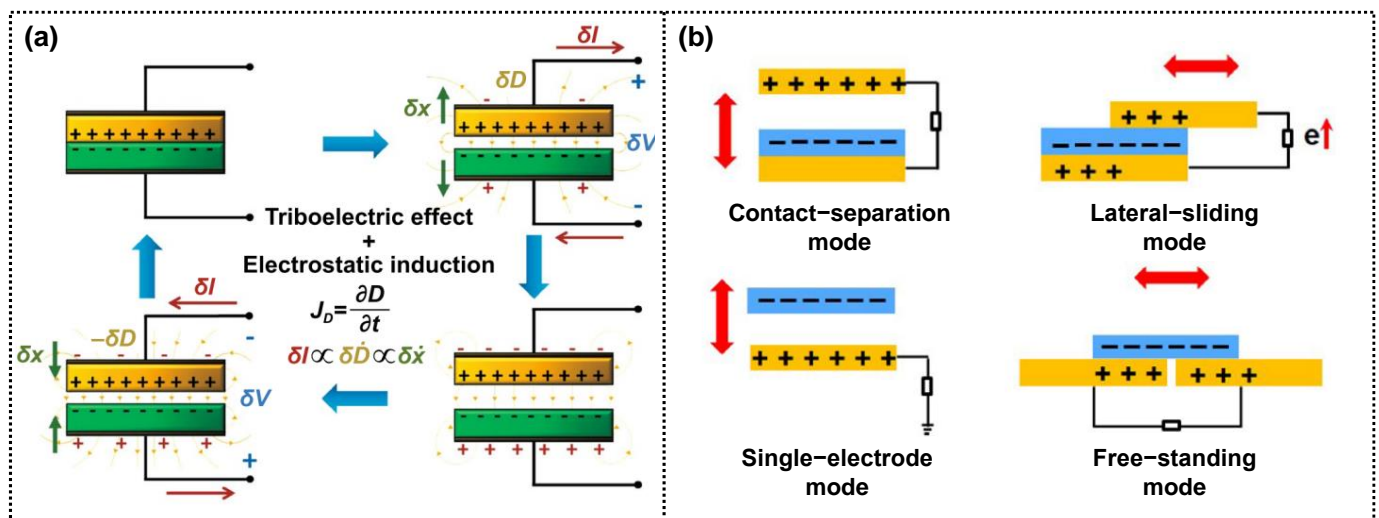 (a)
δI
δD
+
δx
+ + + + + + + + +
- - - - - - - - -
δV
-
Triboelectric effect
+
Electrostatic induction
J_D = ∂D/∂t
δI ∝ δḊ ∝ δẋ
δI
-δD
-
δx
δV
+
(b)
+ + + + + +
− − − − − −
Contact−separation
mode
+ + +
− − − − − −
+ + +
e
Lateral−sliding
mode
− − − − − −
+ + + + + +
Single−electrode
mode
− − − − − −
+ + + + + +
Free−standing
mode